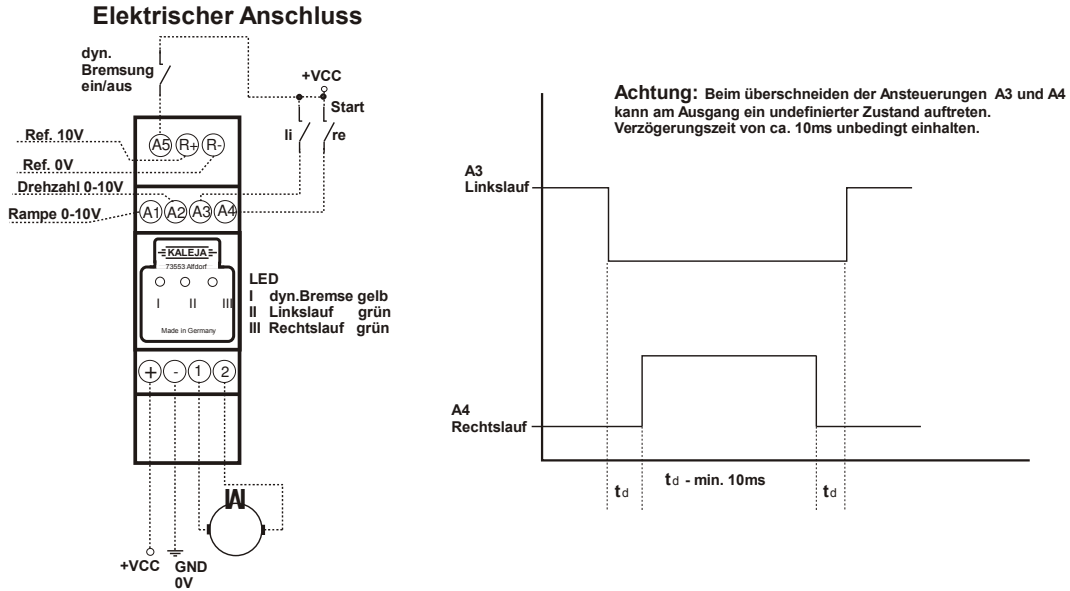 Elektrischer Anschluss
dyn.
Bremsung
ein/aus
+VCC
Start
li
re
Ref. 10V
Ref. 0V
Drehzahl 0-10V
Rampe 0-10V
A5 R+ R-
A1 A2 A3 A4
KALEJA
73553 Alfdorf
I II III
Made in Germany
LED
I dyn.Bremse gelb
II Linkslauf grün
III Rechtslauf grün
+ - 1 2
M
+VCC
GND
0V
Achtung: Beim überschneiden der Ansteuerungen A3 und A4
kann am Ausgang ein undefinierter Zustand auftreten.
Verzögerungszeit von ca. 10ms unbedingt einhalten.
A3
Linkslauf
A4
Rechtslauf
td
td - min. 10ms
td